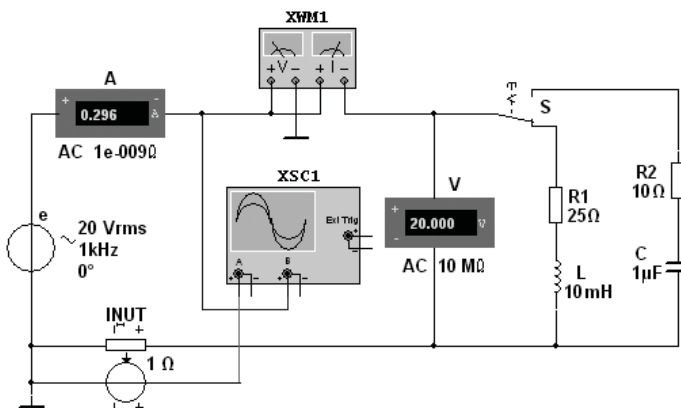 XWM1
A
+ -
0.296 A
AC 1e-009Ω
+ - + -
V I
S
XSC1
Ext Trig
+
-
A B
+ - + -
V
+
20.000 V
-
AC 10 MΩ
R1
25Ω
R2
10Ω
L
10mH
C
1µF
e
20 Vrms
1kHz
0°
INUT
- +
1 Ω
- +